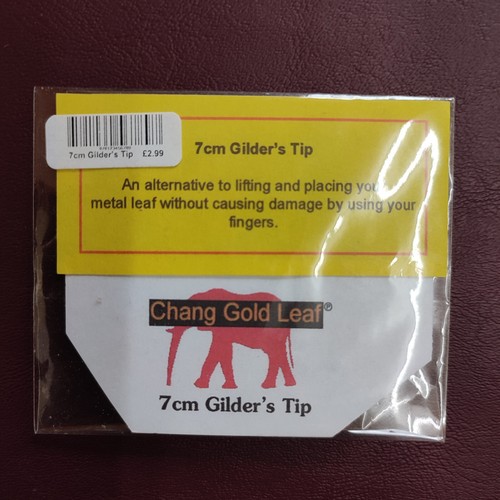 7cm Gilder's Tip £2.99
7cm Gilder's Tip
An alternative to lifting and placing your
metal leaf without causing damage by using your
fingers.
Chang Gold Leaf®
7cm Gilder's Tip